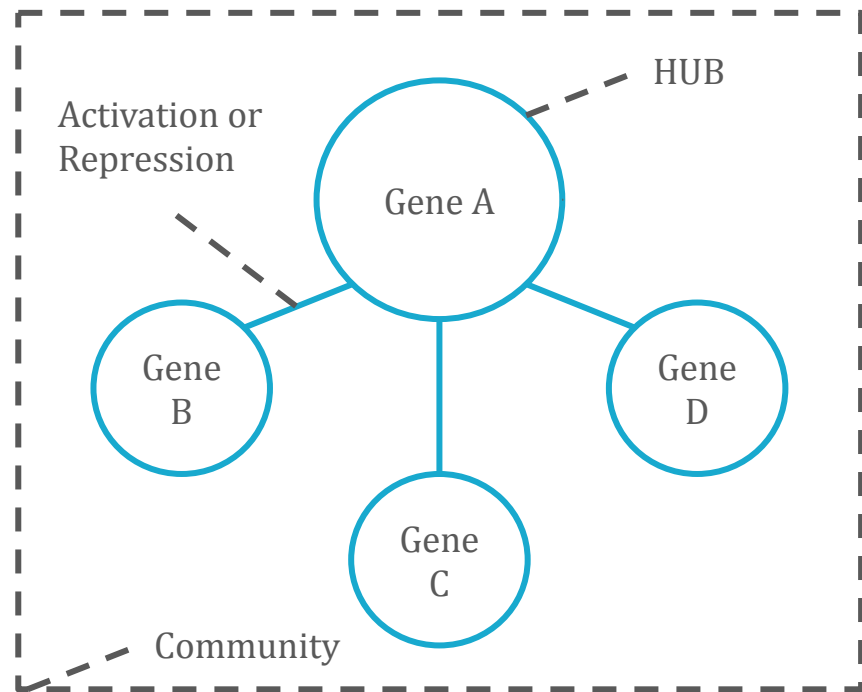 HUB
Activation or
Repression
Gene A
Gene
B
Gene
D
Gene
C
Community